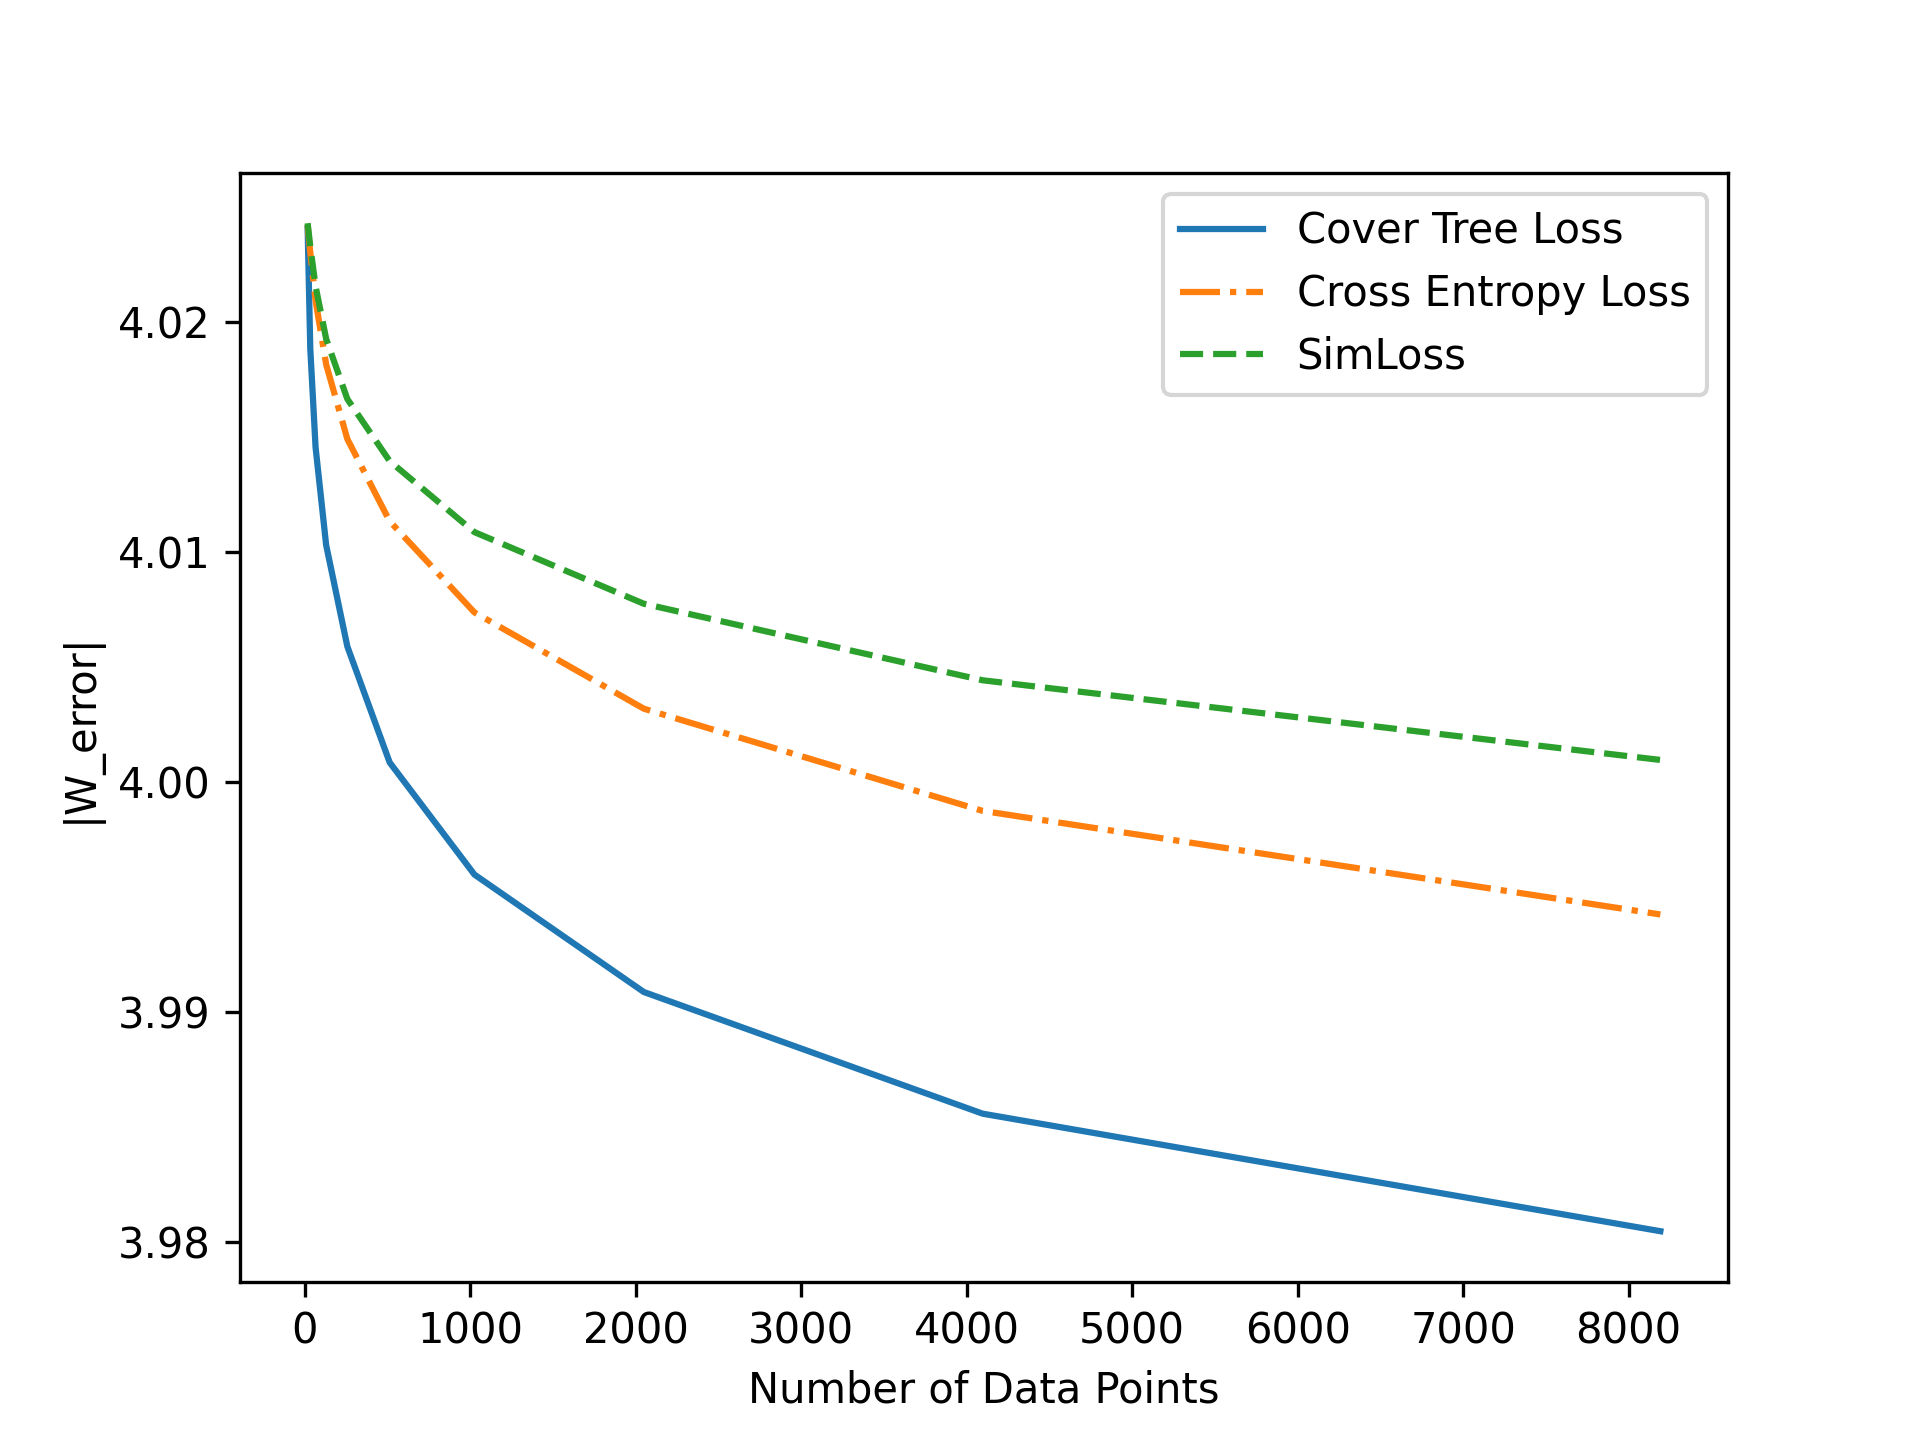 Cover Tree Loss
Cross Entropy Loss
SimLoss
4.02
4.01
4.00
3.99
3.98
|W_error|
0 1000 2000 3000 4000 5000 6000 7000 8000
Number of Data Points